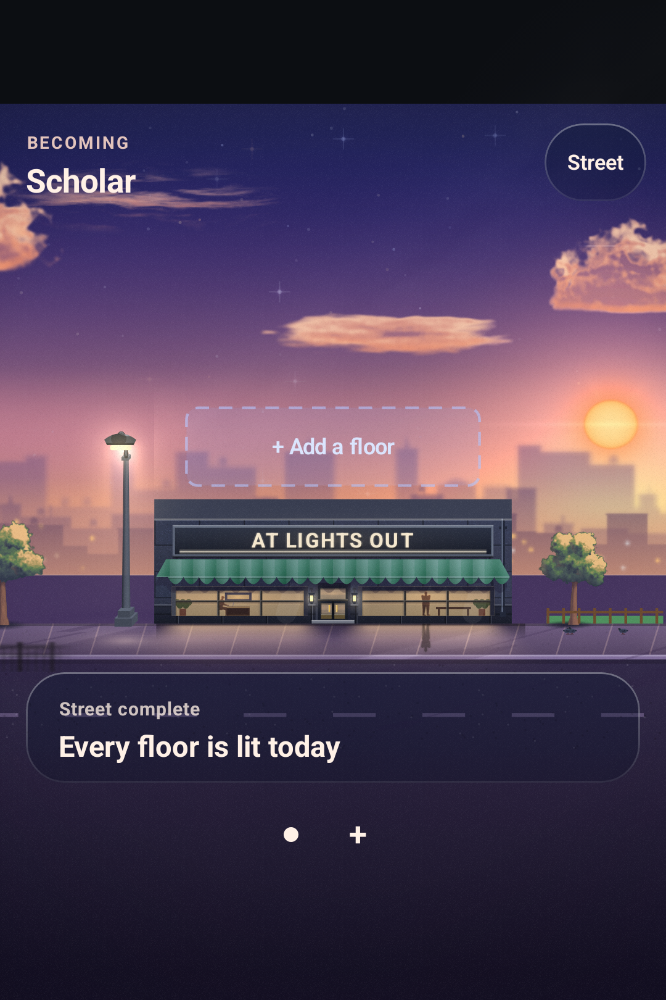 BECOMING
Scholar
Street
+ Add a floor
AT LIGHTS OUT
Street complete
Every floor is lit today
+